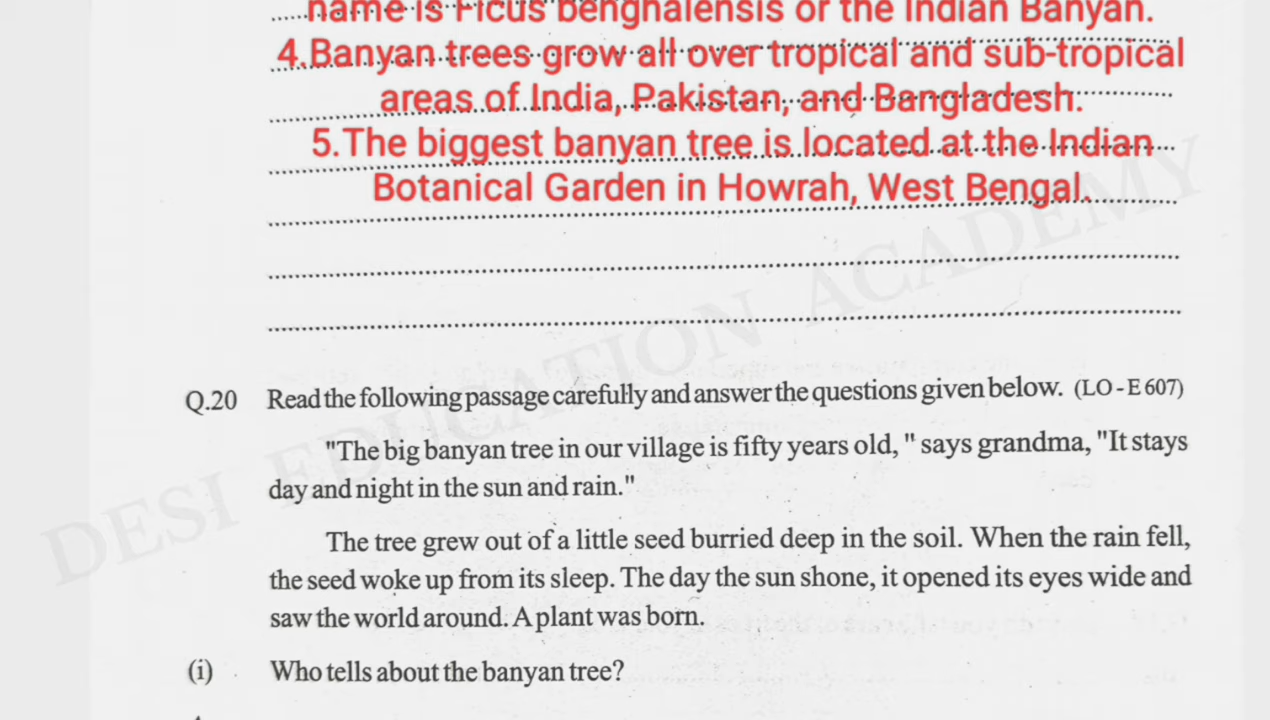 name is Ficus benghalensis or the Indian Banyan.
4.Banyan trees grow all over tropical and sub-tropical
areas of India, Pakistan, and Bangladesh.
5.The biggest banyan tree is located at the Indian
Botanical Garden in Howrah, West Bengal.
DESI EDUCATION ACADEMY
Q.20 Read the following passage carefully and answer the questions given below. (LO - E 607)
"The big banyan tree in our village is fifty years old, " says grandma, "It stays
day and night in the sun and rain."
The tree grew out of a little seed burried deep in the soil. When the rain fell,
the seed woke up from its sleep. The day the sun shone, it opened its eyes wide and
saw the world around. A plant was born.
(i) Who tells about the banyan tree?